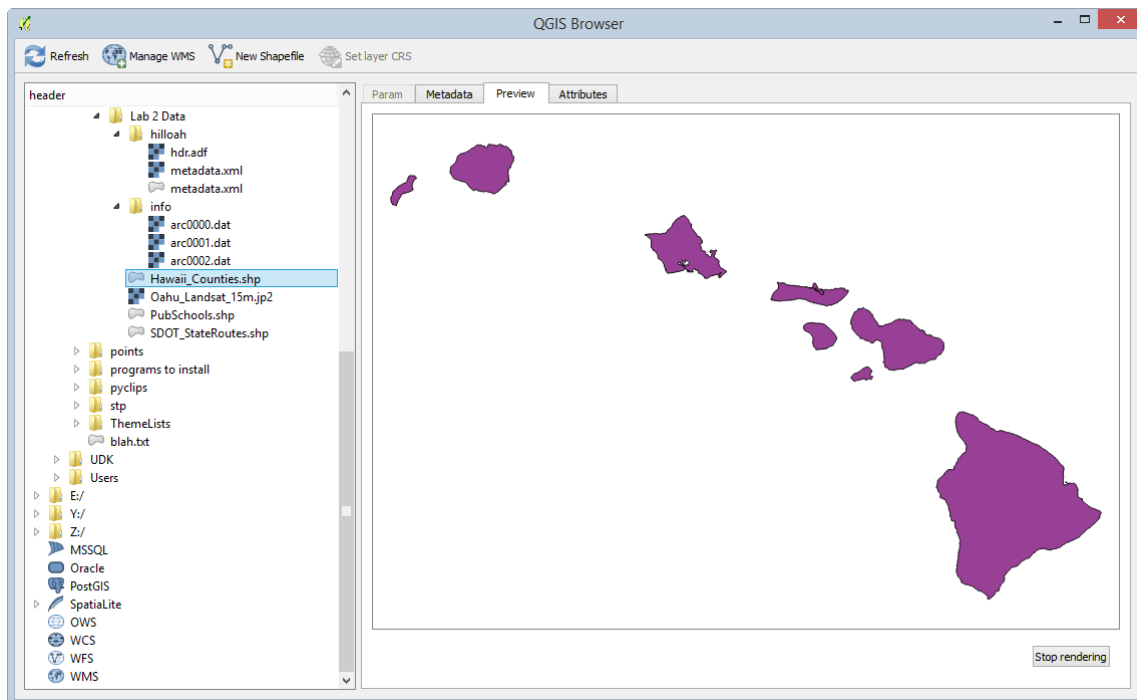 QGIS Browser
Refresh Manage WMS New Shapefile Set layer CRS
header
Lab 2 Data
hilloah
hdr.adf
metadata.xml
metadata.xml
info
arc0000.dat
arc0001.dat
arc0002.dat
Hawaii_Counties.shp
Oahu_Landsat_15m.jp2
PubSchools.shp
SDOT_StateRoutes.shp
points
programs to install
pyclips
stp
ThemeLists
blah.txt
UDK
Users
E:/
Y:/
Z:/
MSSQL
Oracle
PostGIS
SpatiaLite
OWS
WCS
WFS
WMS
Param Metadata Preview Attributes
Stop rendering